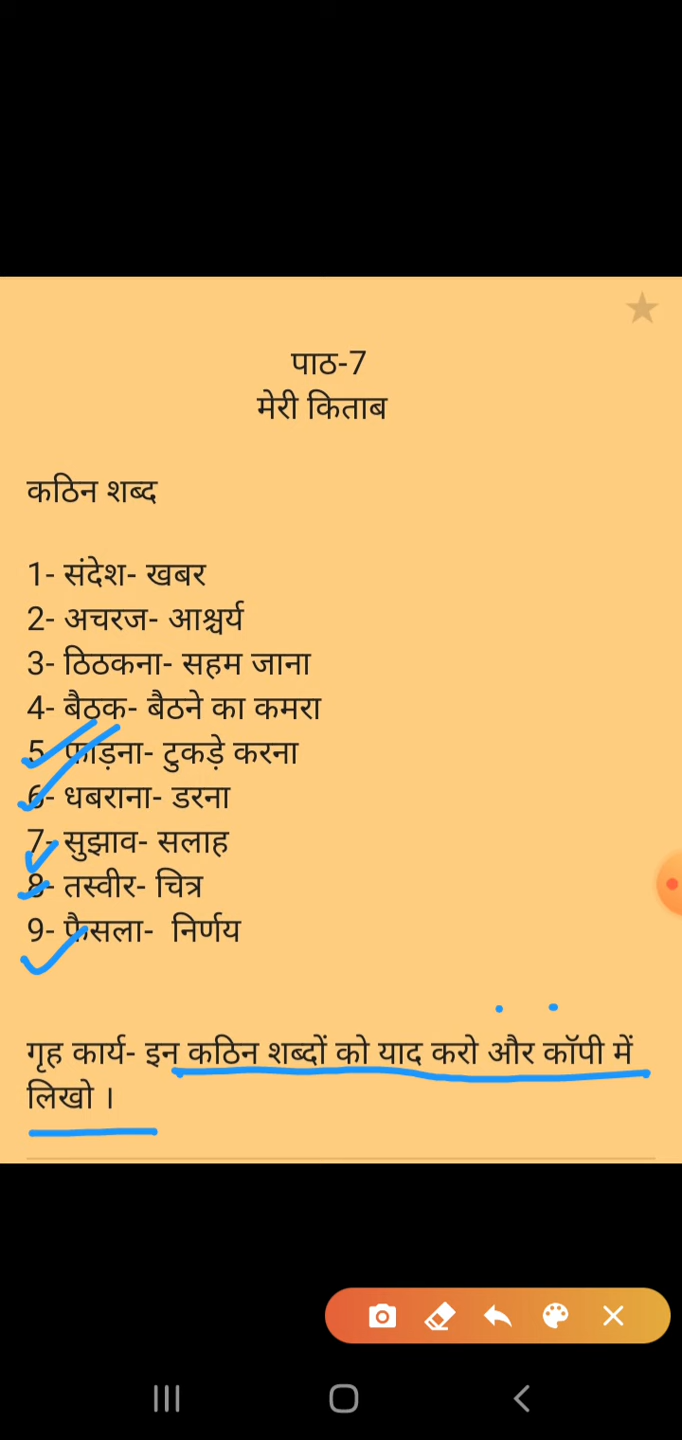 पाठ-7
मेरी किताब
कठिन शब्द
1- संदेश- खबर
2- अचरज- आश्चर्य
3- ठिठकना- सहम जाना
4- बैठक- बैठने का कमरा
5- फाड़ना- टुकड़े करना
6- धबराना- डरना
7- सुझाव- सलाह
8- तस्वीर- चित्र
9- फैसला- निर्णय
गृह कार्य- इन कठिन शब्दों को याद करो और कॉपी में
लिखो ।